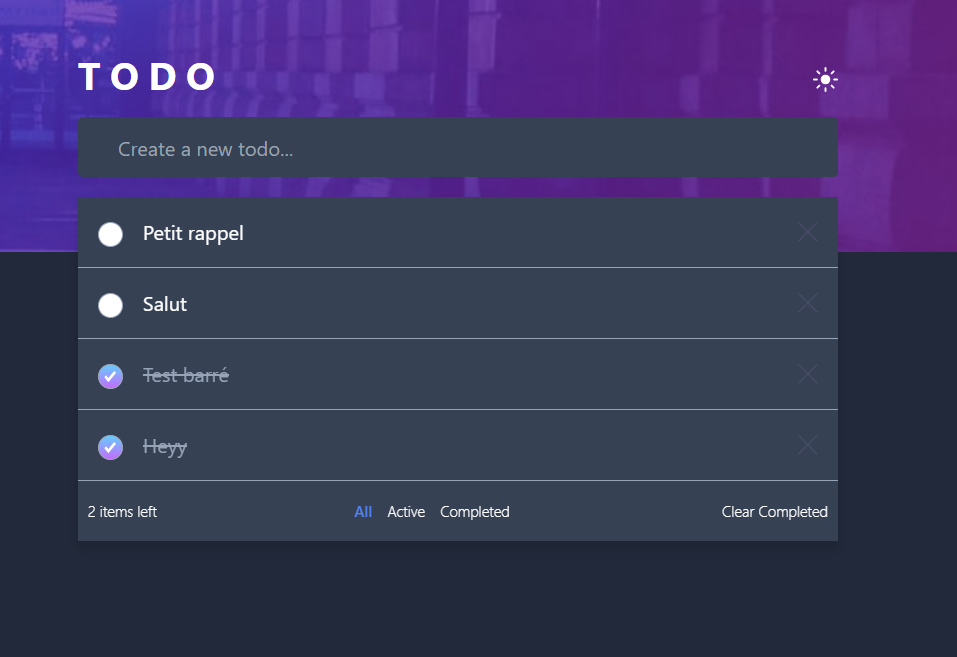 TODO
Create a new todo...
Petit rappel
Salut
Test barré
Heyy
2 items left All Active Completed Clear Completed